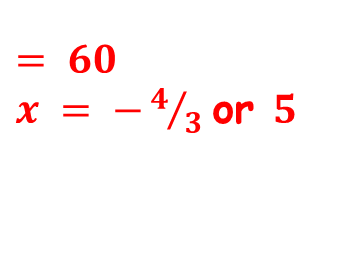 = 60
x = − 4/3 or 5